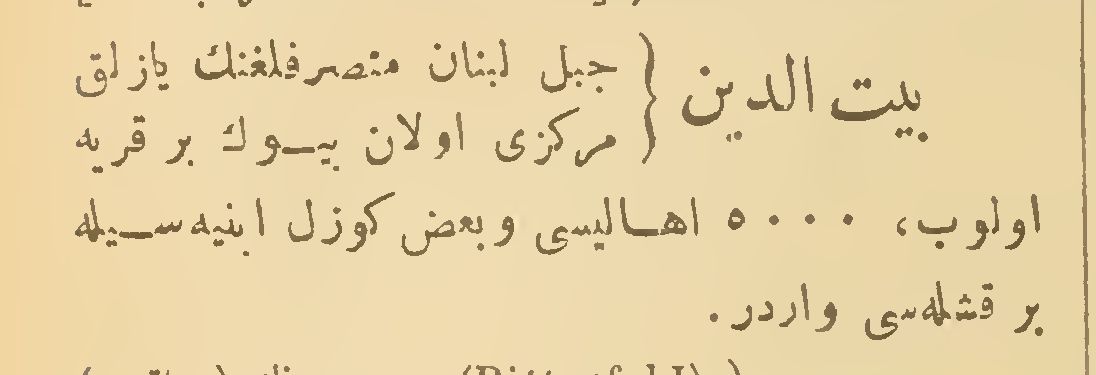 بيت الدين { جبل لبنان متصرفلغنك يازلق
مركزى اولان بيوك بر قريه
اولوب، ٥٠٠٠ اهاليسى وبعض كوزل ابنيه‌سيله
بر قشله‌سى واردر.